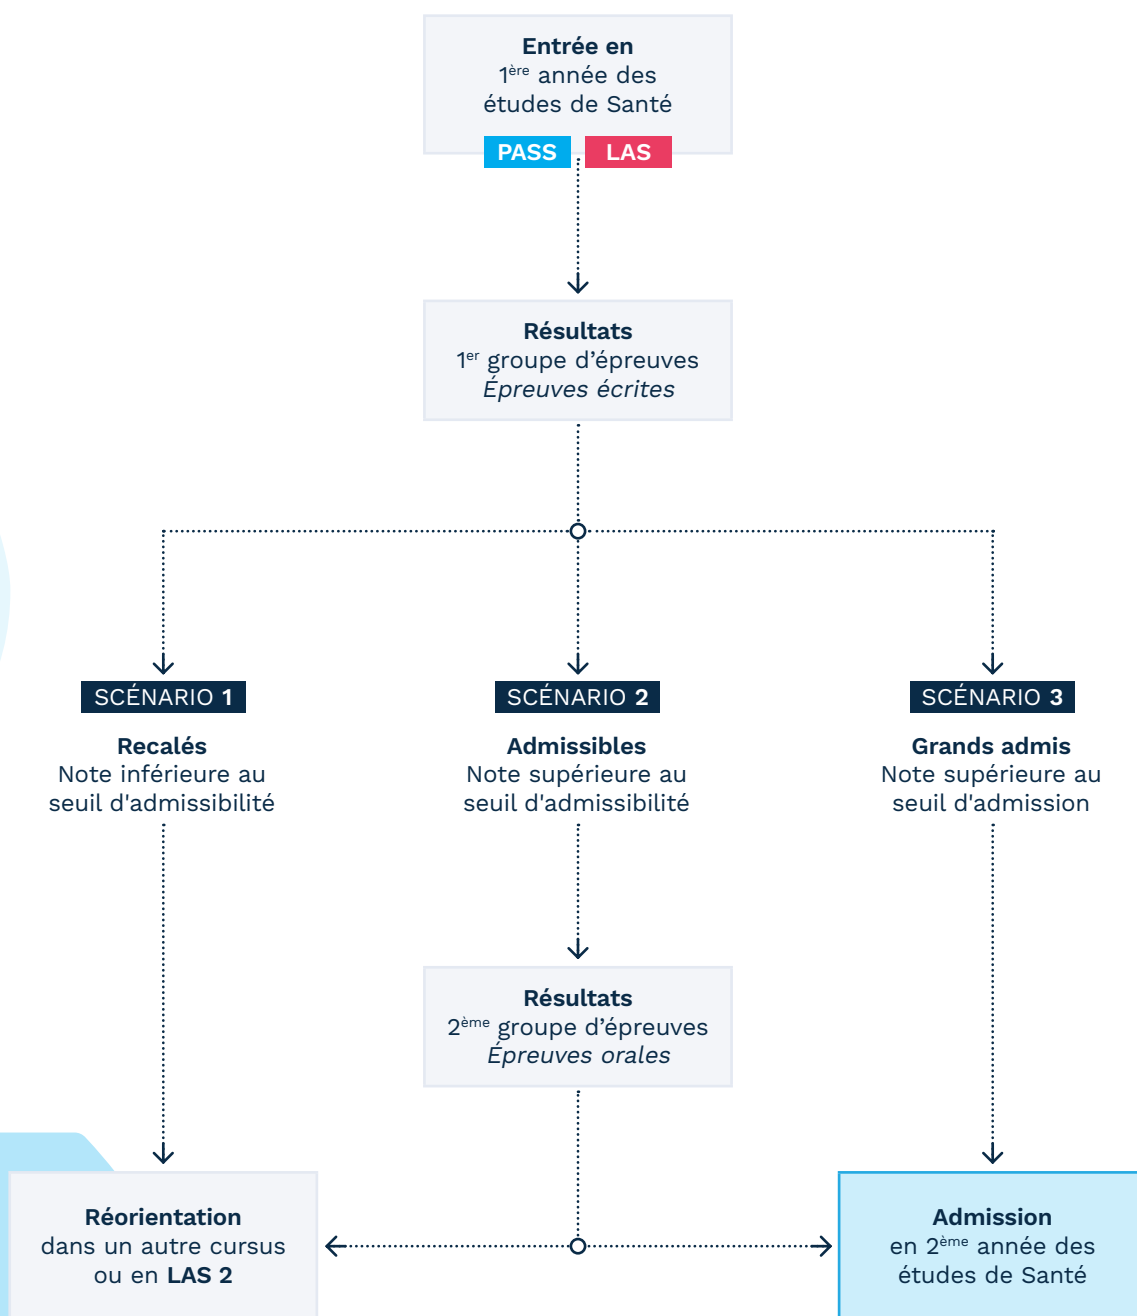 Entrée en
1ère année des
études de Santé
PASS LAS
Résultats
1er groupe d’épreuves
Épreuves écrites
SCÉNARIO 1
Recalés
Note inférieure au
seuil d'admissibilité
SCÉNARIO 2
Admissibles
Note supérieure au
seuil d'admissibilité
SCÉNARIO 3
Grands admis
Note supérieure au
seuil d'admission
Résultats
2ème groupe d’épreuves
Épreuves orales
Réorientation
dans un autre cursus
ou en LAS 2
Admission
en 2ème année des
études de Santé